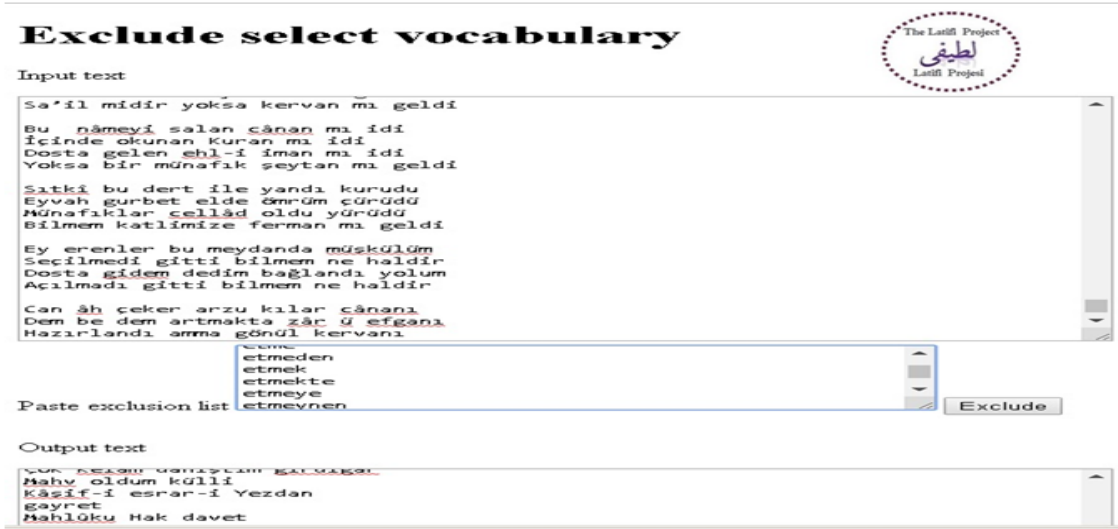 Exclude select vocabulary
The Latifi Project
لطيفى
Latifi Projesi
Input text
Sa'il midir yoksa kervan mı geldi
Bu nâmeyi salan cânan mı idi
İçinde okunan Kuran mı idi
Dosta gelen ehl-i iman mı idi
Yoksa bir münafık şeytan mı geldi
Sıtkî bu dert ile yandı kurudu
Eyvah gurbet elde ömrüm çürüdü
Münafıklar cellâd oldu yürüdü
Bilmem katlimize ferman mı geldi
Ey erenler bu meydanda müşkülüm
Seçilmedi gitti bilmem ne haldir
Dosta gidem dedim bağlandı yolum
Açılmadı gitti bilmem ne haldir
Can âh çeker arzu kılar cânanı
Dem be dem artmakta zâr ü efganı
Hazırlandı amma gönül kervanı
etme
etmeden
etmek
etmekte
etmeye
etmeynen
Paste exclusion list
Exclude
Output text
Mahv oldum külli
Kâşif-i esrar-i Yezdan
gayret
Mahlûku Hak davet